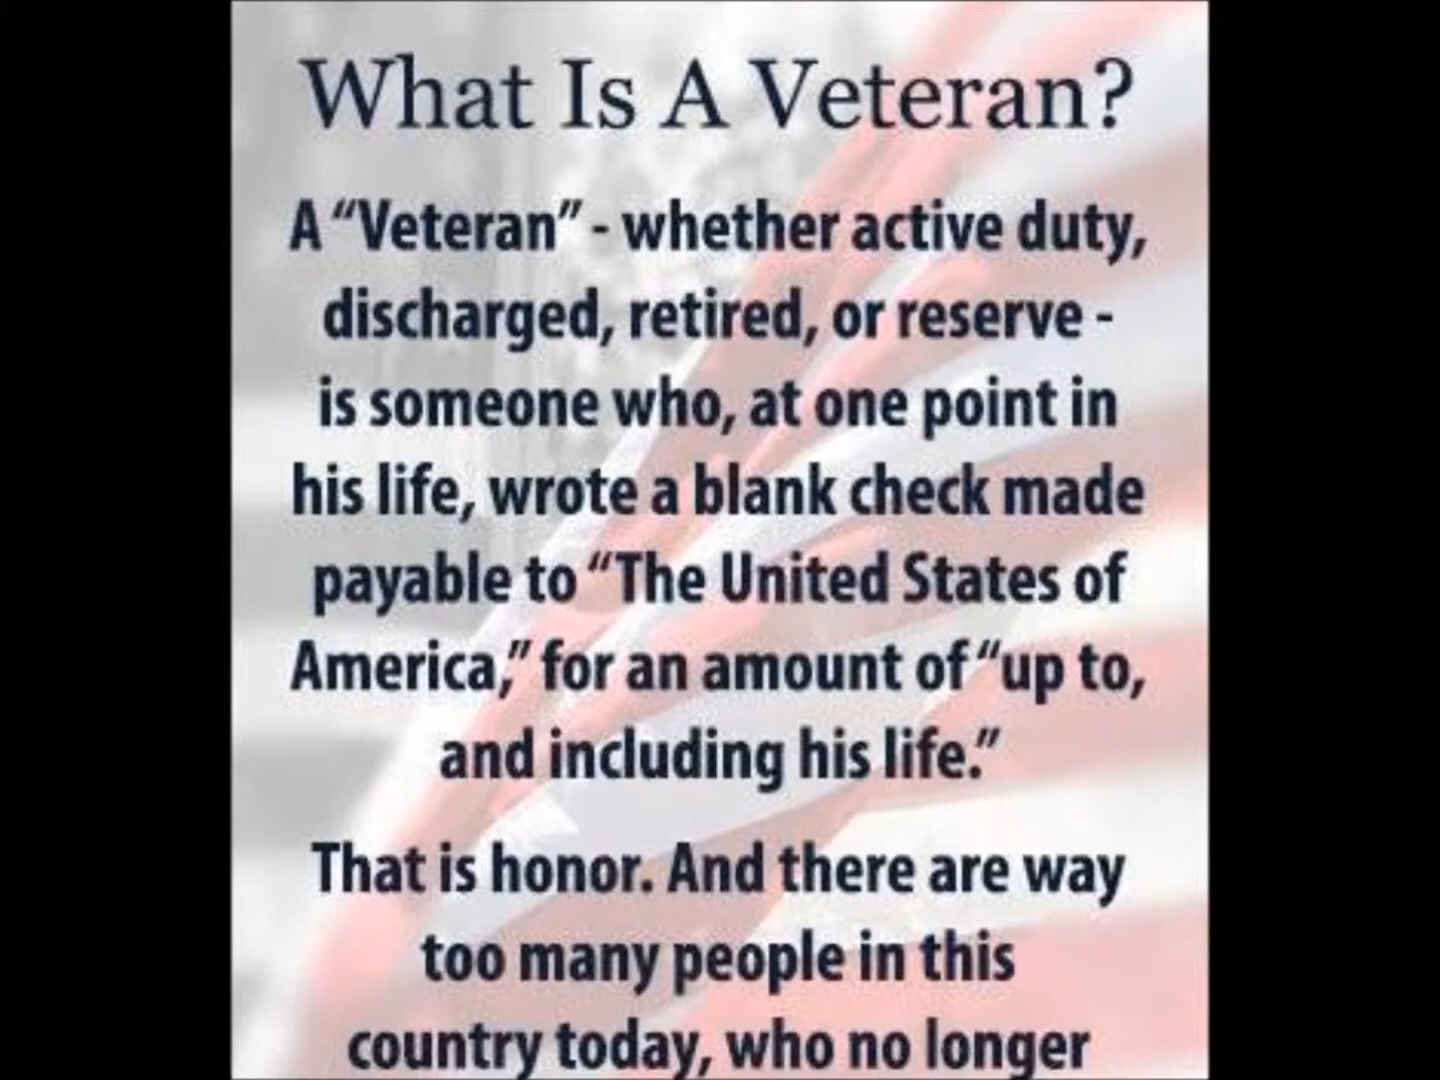 What Is A Veteran?
A “Veteran” - whether active duty,
discharged, retired, or reserve -
is someone who, at one point in
his life, wrote a blank check made
payable to “The United States of
America,” for an amount of “up to,
and including his life.”
That is honor. And there are way
too many people in this
country today, who no longer